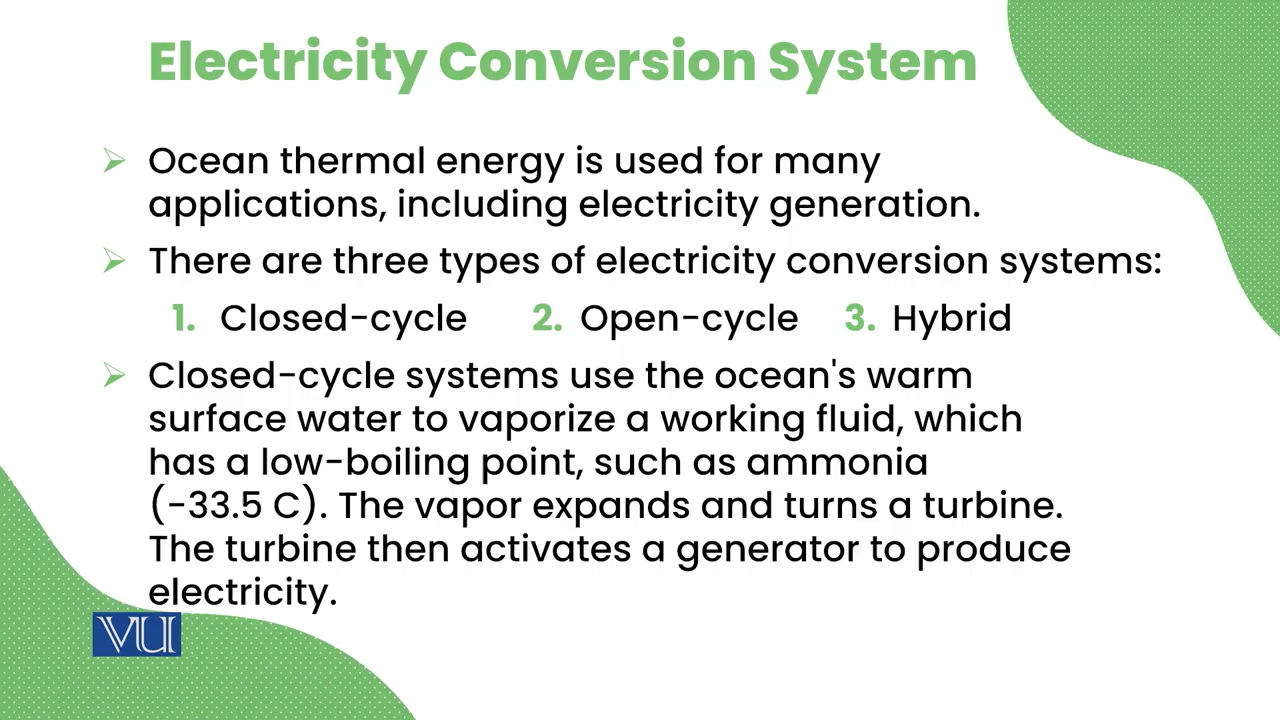 Electricity Conversion System
➢ Ocean thermal energy is used for many
applications, including electricity generation.
➢ There are three types of electricity conversion systems:
1. Closed-cycle 2. Open-cycle 3. Hybrid
➢ Closed-cycle systems use the ocean's warm
surface water to vaporize a working fluid, which
has a low-boiling point, such as ammonia
(-33.5 C). The vapor expands and turns a turbine.
The turbine then activates a generator to produce
electricity.
VU